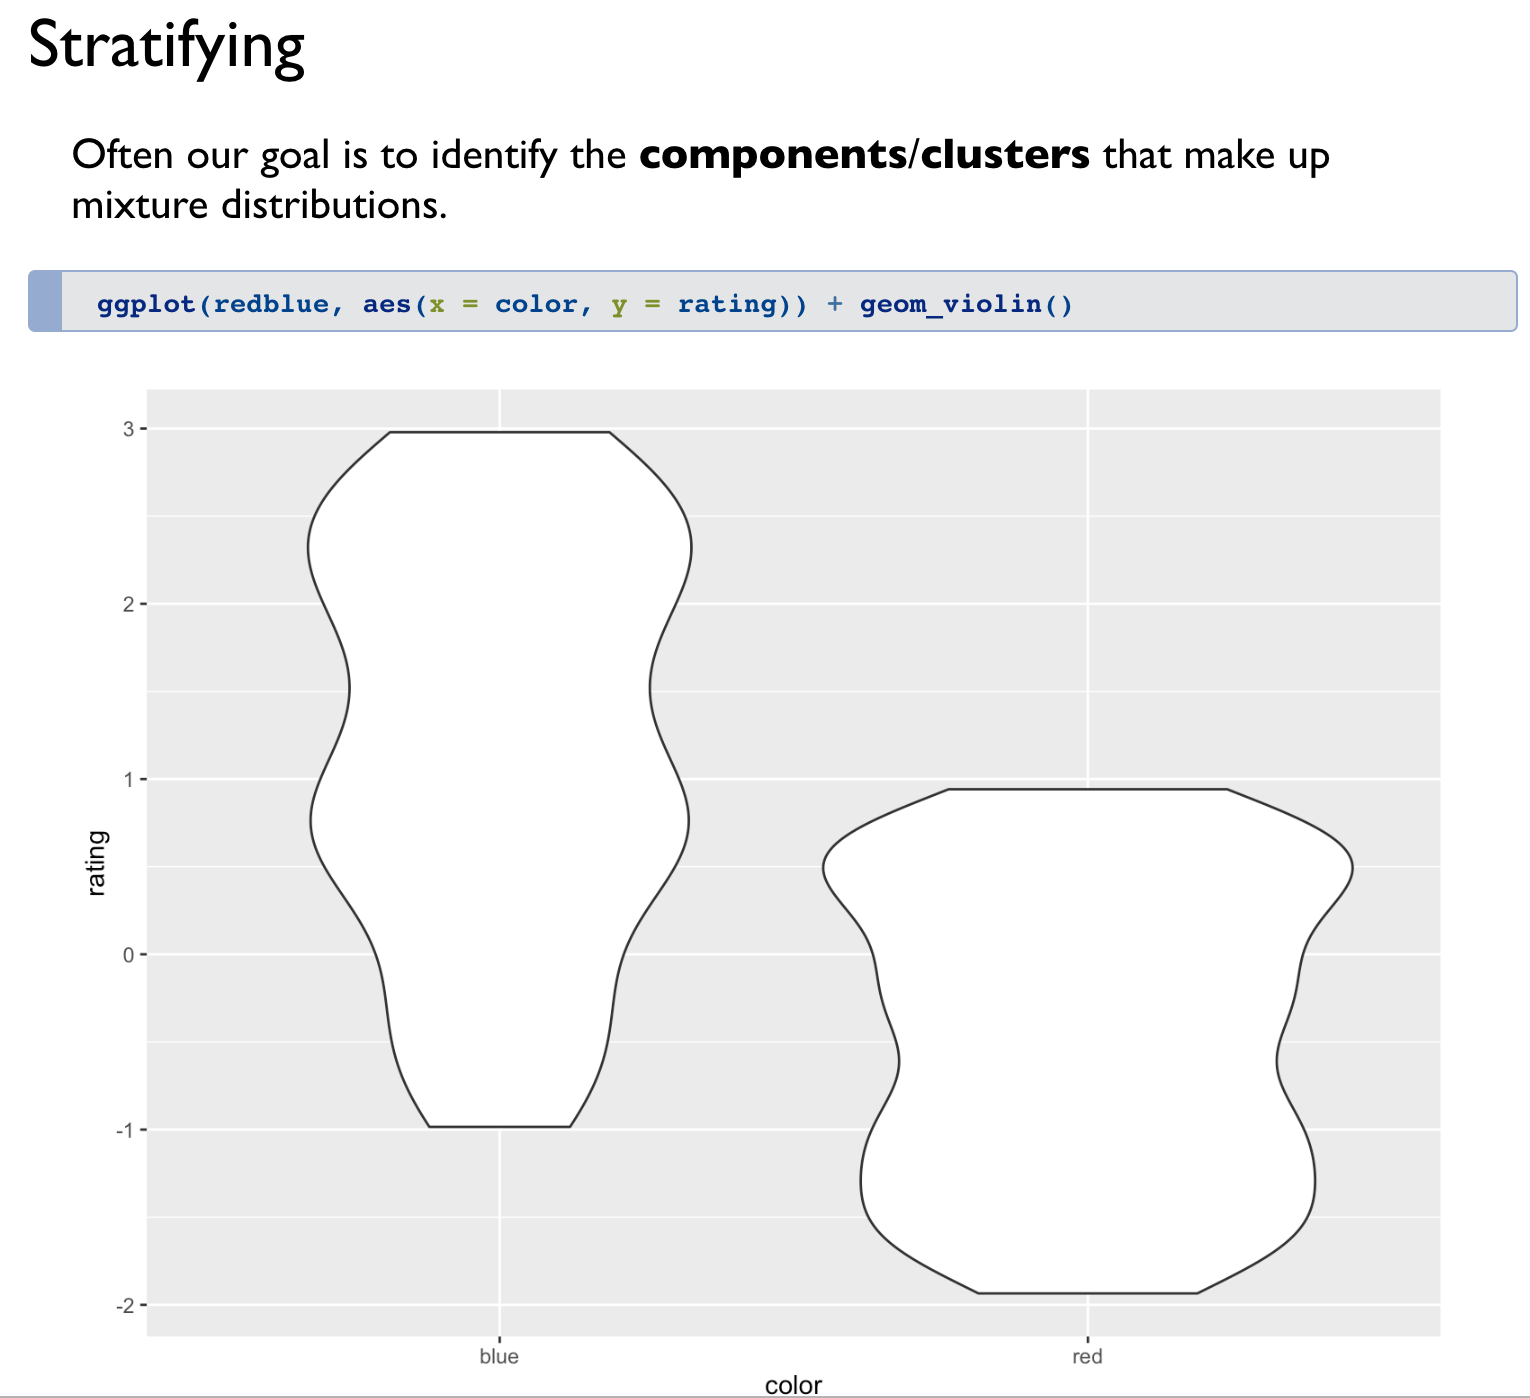 Stratifying
Often our goal is to identify the components/clusters that make up
mixture distributions.
ggplot(redblue, aes(x = color, y = rating)) + geom_violin()
3
2
1
0
-1
-2
rating
blue
red
color